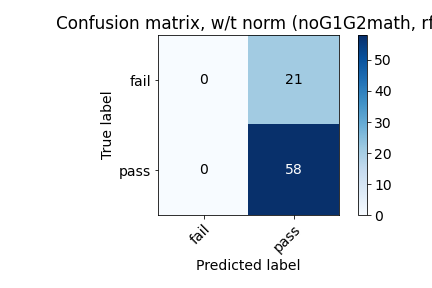 Confusion matrix, w/t norm (noG1G2math, rf
fail 0 21
pass 0 58
fail pass
True label
Predicted label
50
40
30
20
10
0